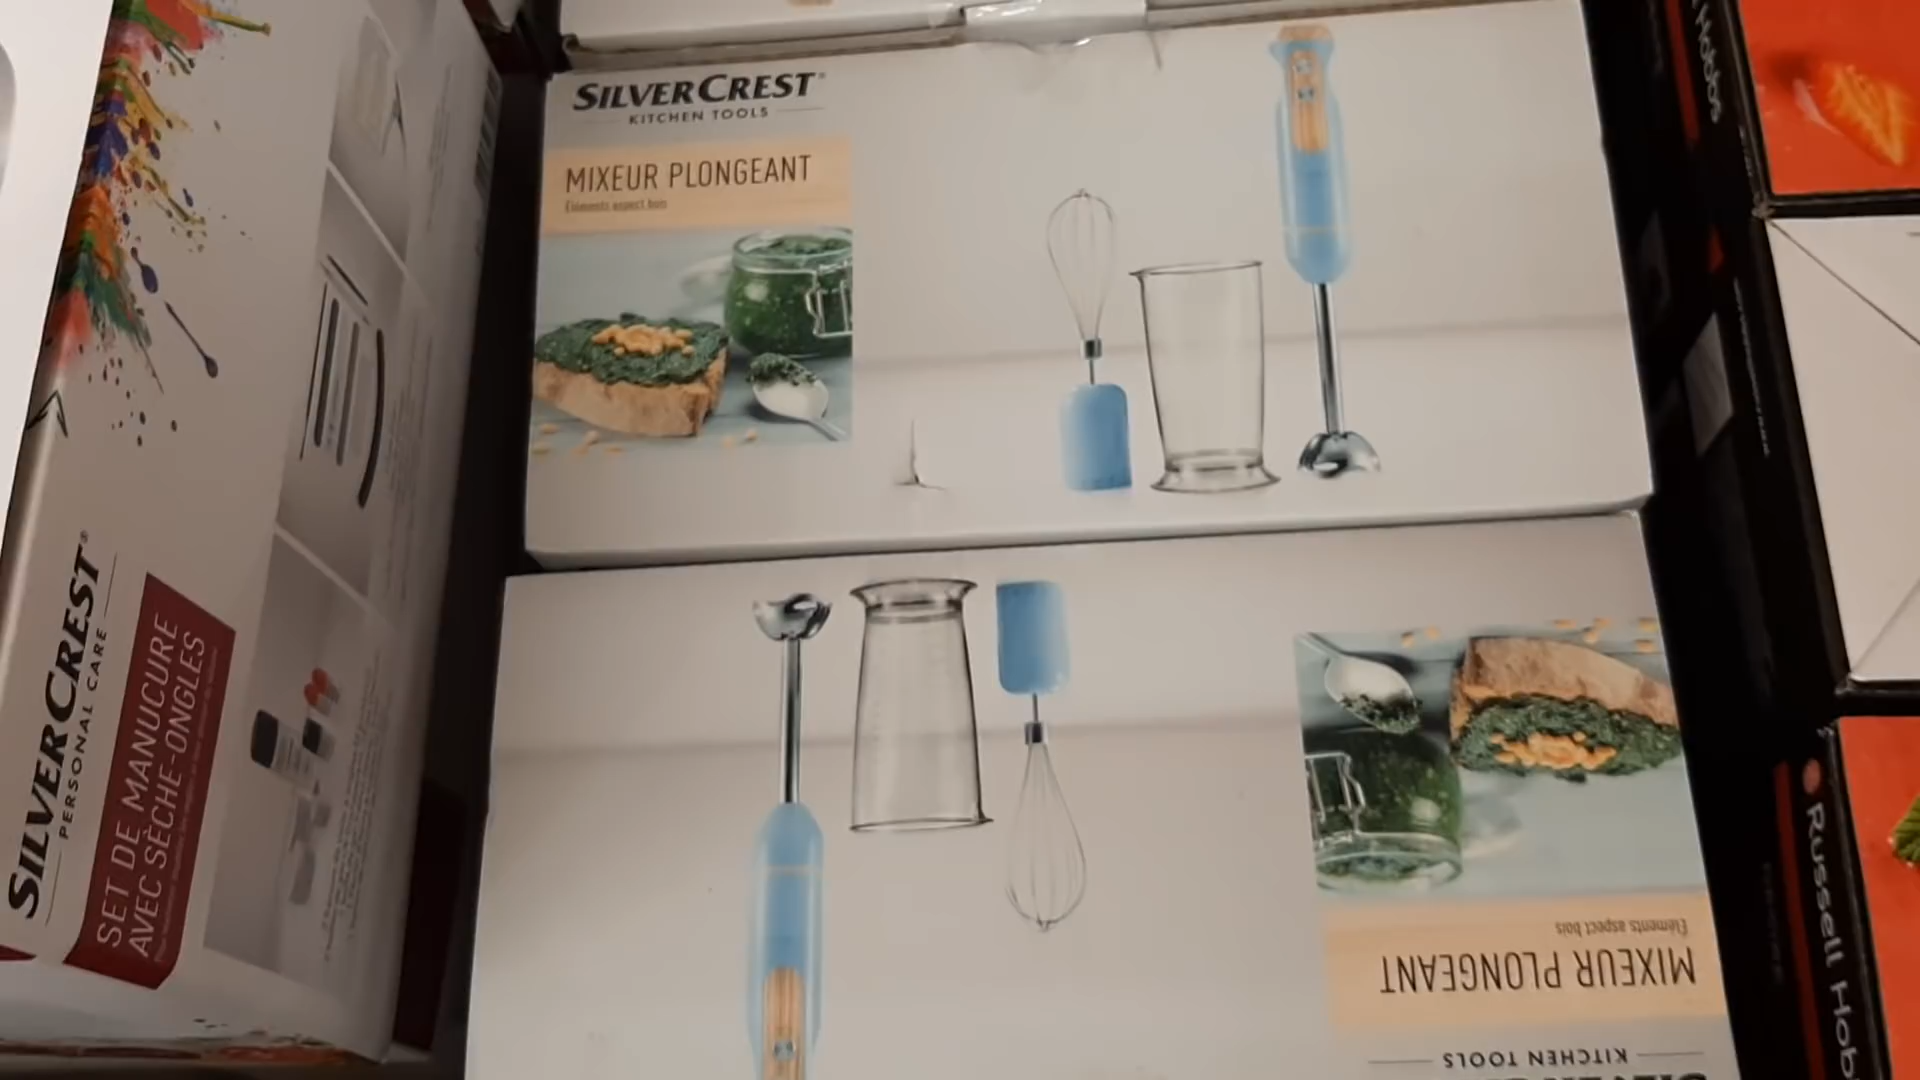 SILVERCREST®
KITCHEN TOOLS
MIXEUR PLONGEANT
Éléments aspect bois
SILVERCREST®
PERSONAL CARE
SET DE MANUCURE
AVEC SÈCHE-ONGLES
Éléments aspect bois
MIXEUR PLONGEANT
KITCHEN TOOLS
Hobbs
Russell Hob